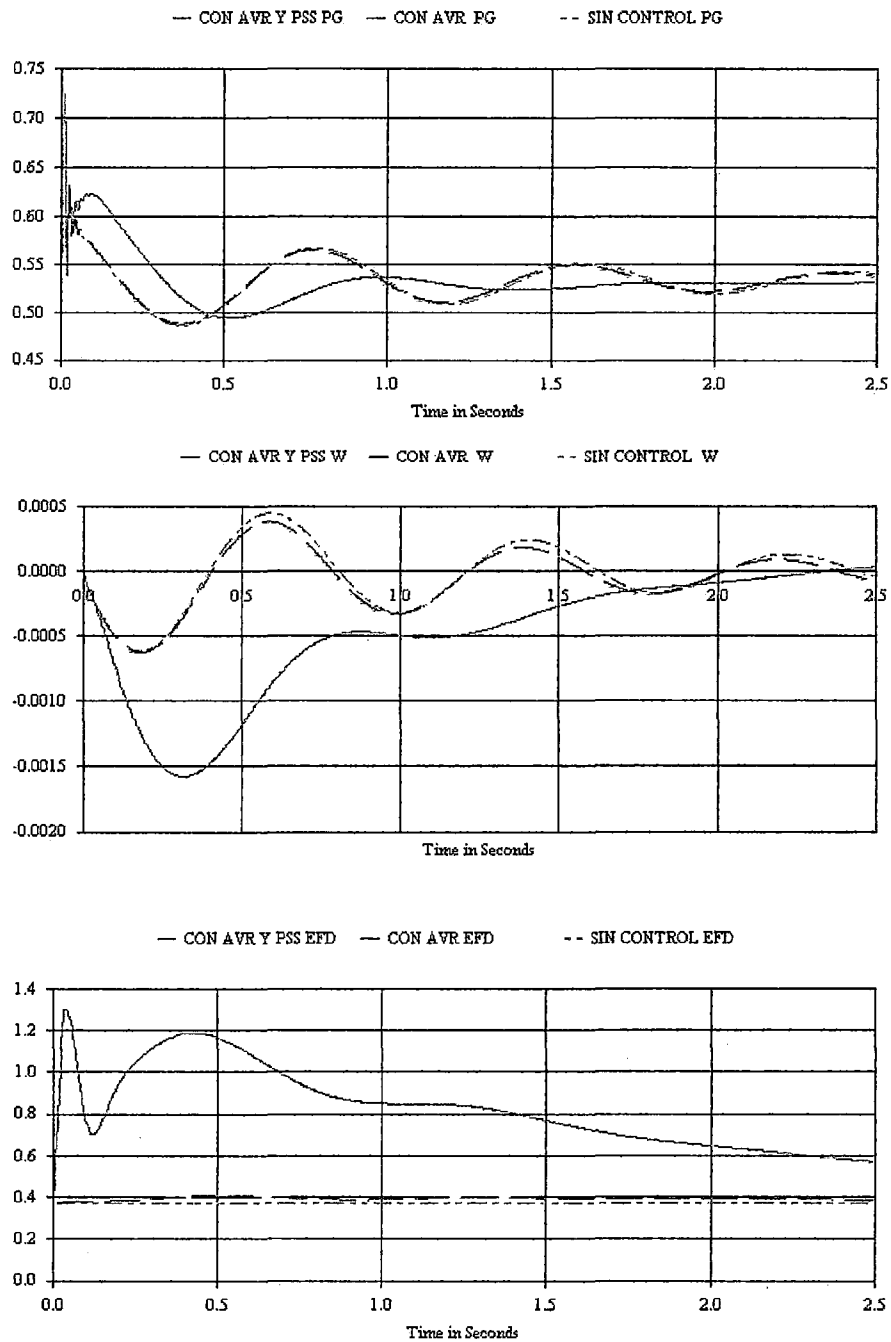 CON AVR Y PSS PG CON AVR PG SIN CONTROL PG
0.75
0.70
0.65
0.60
0.55
0.50
0.45
0.0 0.5 1.0 1.5 2.0 2.5
Time in Seconds
CON AVR Y PSS W CON AVR W SIN CONTROL W
0.0005
0.0000
0.0 0.5 1.0 1.5 2.0 2.5
-0.0005
-0.0010
-0.0015
-0.0020
Time in Seconds
CON AVR Y PSS EFD CON AVR EFD SIN CONTROL EFD
1.4
1.2
1.0
0.8
0.6
0.4
0.2
0.0
0.0 0.5 1.0 1.5 2.0 2.5
Time in Seconds